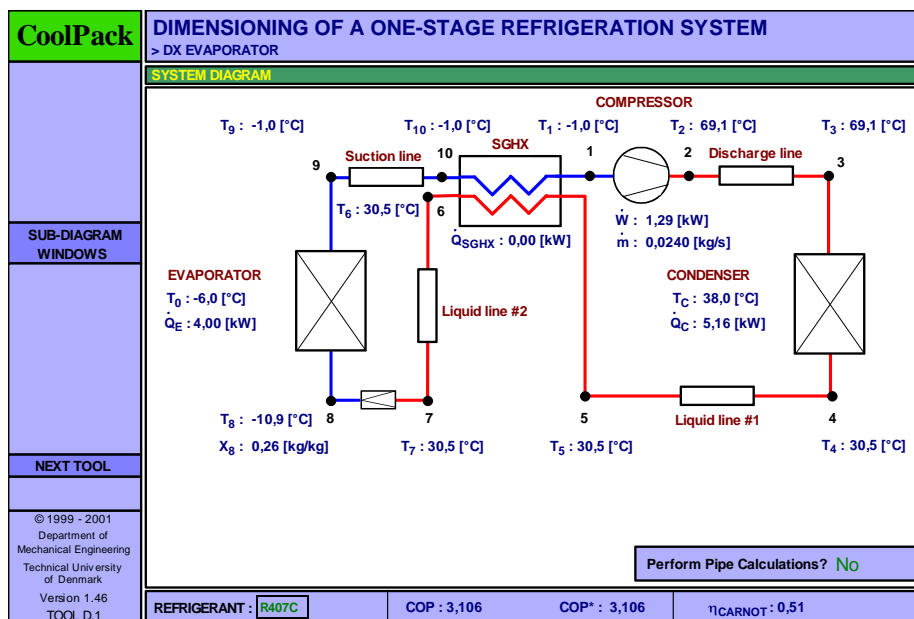 CoolPack
DIMENSIONING OF A ONE-STAGE REFRIGERATION SYSTEM
> DX EVAPORATOR
SYSTEM DIAGRAM
COMPRESSOR
T9 : -1,0 [°C]
T10 : -1,0 [°C]
T1 : -1,0 [°C]
T2 : 69,1 [°C]
T3 : 69,1 [°C]
SGHX
9
Suction line
10
1
2
Discharge line
3
T6 : 30,5 [°C]
6
Q̇SGHX : 0,00 [kW]
Ẇ : 1,29 [kW]
ṁ : 0,0240 [kg/s]
SUB-DIAGRAM
WINDOWS
EVAPORATOR
T0 : -6,0 [°C]
Q̇E : 4,00 [kW]
Liquid line #2
CONDENSER
TC : 38,0 [°C]
Q̇C : 5,16 [kW]
8
7
5
Liquid line #1
4
T8 : -10,9 [°C]
X8 : 0,26 [kg/kg]
T7 : 30,5 [°C]
T5 : 30,5 [°C]
T4 : 30,5 [°C]
NEXT TOOL
© 1999 - 2001
Department of
Mechanical Engineering
Technical University
of Denmark
Version 1.46
TOOL D.1
Perform Pipe Calculations? No
REFRIGERANT : R407C
COP : 3,106
COP* : 3,106
ηCARNOT : 0,51